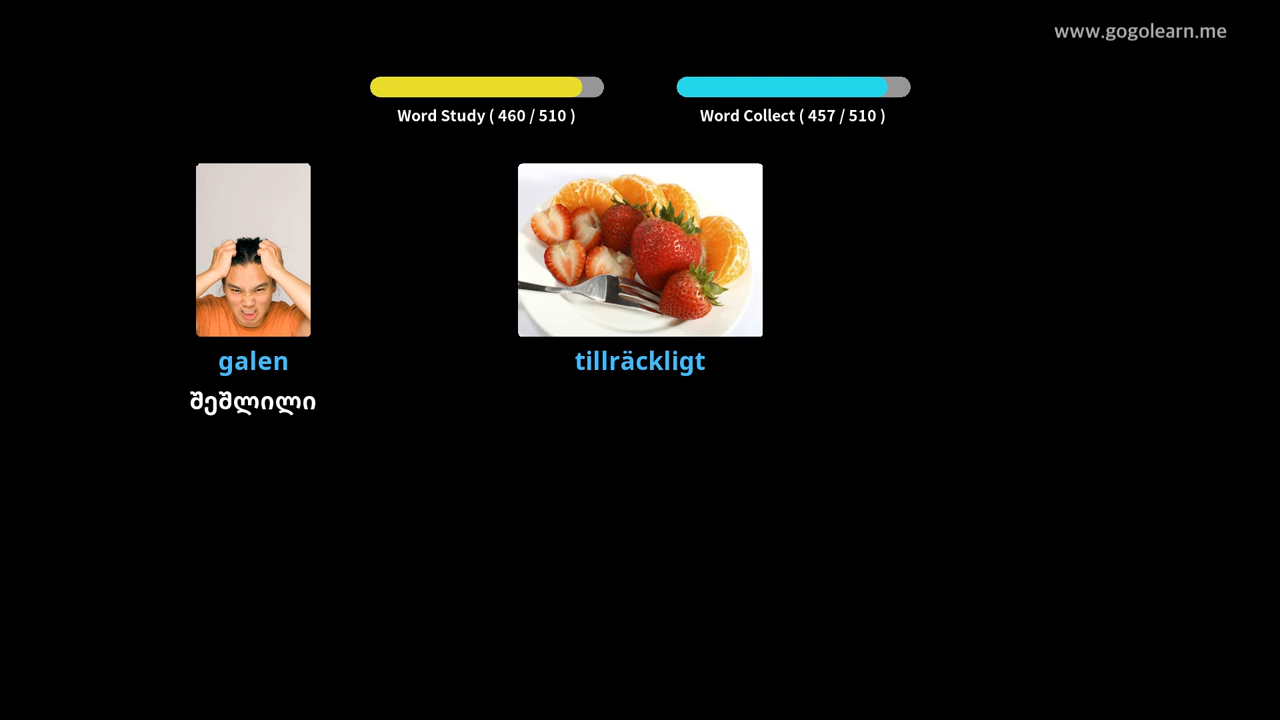 www.gogolearn.me
Word Study ( 460 / 510 )
Word Collect ( 457 / 510 )
galen
tillräckligt
შეშლილი